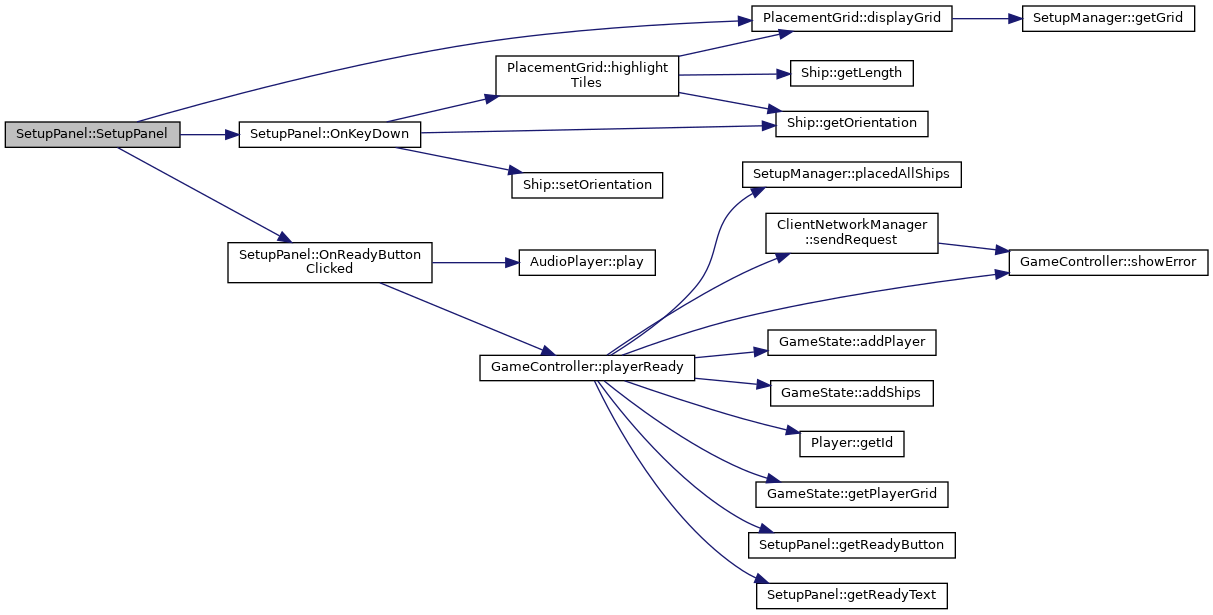 PlacementGrid::displayGrid
SetupManager::getGrid
PlacementGrid::highlight
Tiles
Ship::getLength
Ship::getOrientation
SetupPanel::SetupPanel
SetupPanel::OnKeyDown
Ship::setOrientation
SetupManager::placedAllShips
ClientNetworkManager
::sendRequest
GameController::showError
SetupPanel::OnReadyButton
Clicked
AudioPlayer::play
GameController::playerReady
GameState::addPlayer
GameState::addShips
Player::getId
GameState::getPlayerGrid
SetupPanel::getReadyButton
SetupPanel::getReadyText